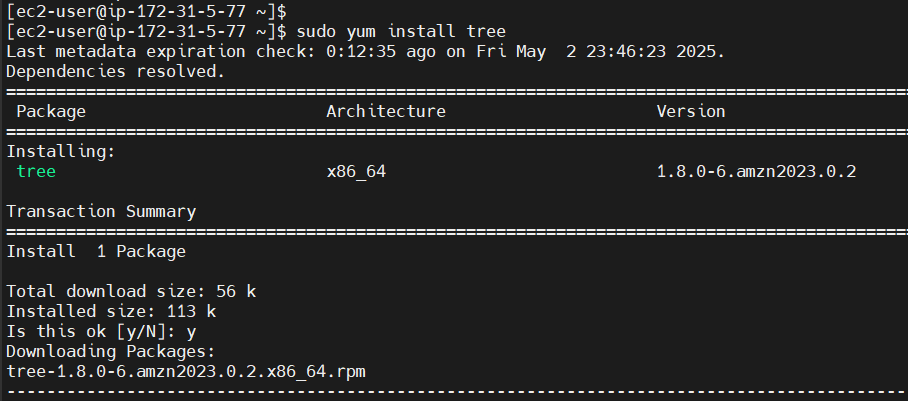 [ec2-user@ip-172-31-5-77 ~]$
[ec2-user@ip-172-31-5-77 ~]$ sudo yum install tree
Last metadata expiration check: 0:12:35 ago on Fri May  2 23:46:23 2025.
Dependencies resolved.
==========================================================================================
 Package                        Architecture                     Version
==========================================================================================
Installing:
 tree                           x86_64                           1.8.0-6.amzn2023.0.2
Transaction Summary
==========================================================================================
Install  1 Package
Total download size: 56 k
Installed size: 113 k
Is this ok [y/N]: y
Downloading Packages:
tree-1.8.0-6.amzn2023.0.2.x86_64.rpm
------------------------------------------------------------------------------------------